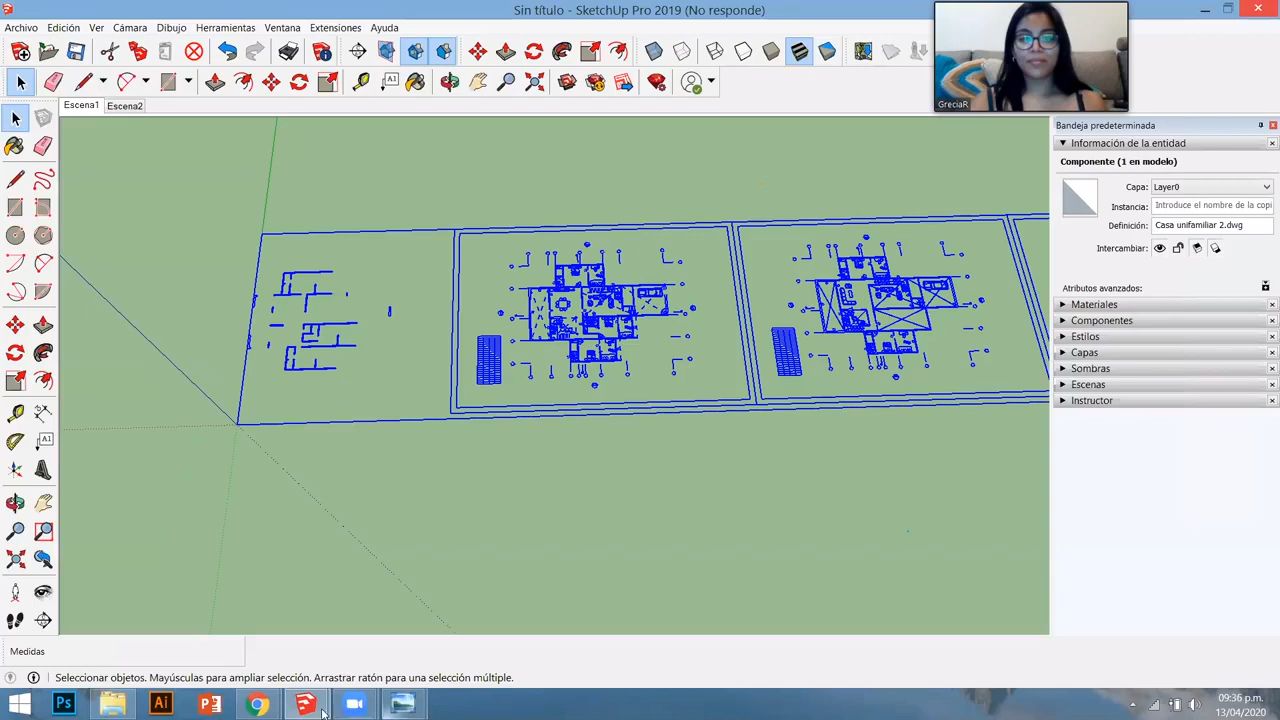 Sin título - SketchUp Pro 2019 (No responde)
Archivo Edición Ver Cámara Dibujo Herramientas Ventana Extensiones Ayuda
GreciaR
Escena1 Escena2
Bandeja predeterminada
Información de la entidad
Componente (1 en modelo)
Capa: Layer0
Instancia: Introduce el nombre de la copi
Definición: Casa unifamiliar 2.dwg
Intercambiar:
Atributos avanzados:
Materiales
Componentes
Estilos
Capas
Sombras
Escenas
Instructor
Medidas
Seleccionar objetos. Mayúsculas para ampliar selección. Arrastrar ratón para una selección múltiple.
Ps Ai P
09:36 p.m.
13/04/2020